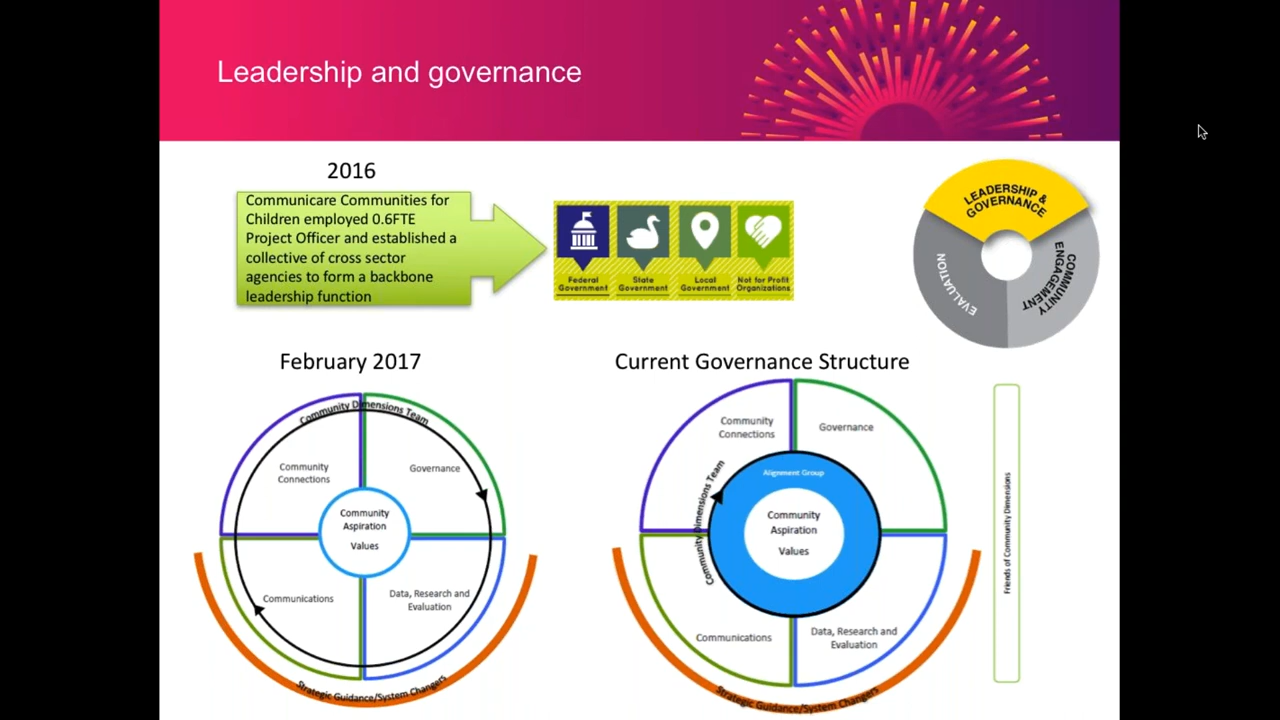 Leadership and governance
2016
Communicare Communities for
Children employed 0.6FTE
Project Officer and established a
collective of cross sector
agencies to form a backbone
leadership function
Federal
Government
State
Government
Local
Government
Not for Profit
Organizations
LEADERSHIP &
GOVERNANCE
COMMUNITY
ENGAGEMENT
EVALUATION
February 2017
Community Dimensions Team
Community
Connections
Governance
Community
Aspiration
Values
Communications
Data, Research and
Evaluation
Strategic Guidance/System Changers
Current Governance Structure
Community
Connections
Governance
Community Dimensions Team
Alignment Group
Community
Aspiration
Values
Communications
Data, Research and
Evaluation
Strategic Guidance/System Changers
Friends of Community Dimensions